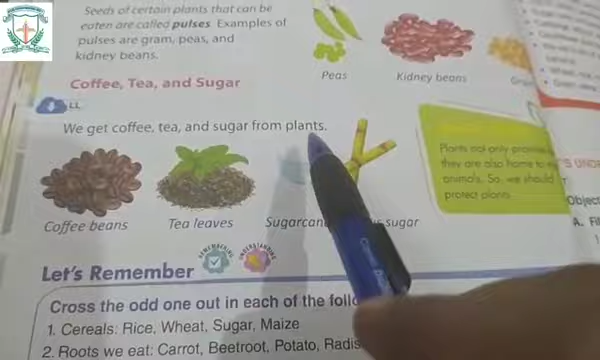 Seeds of certain plants that can be
eaten are called pulses. Examples of
pulses are gram, peas, and
kidney beans.
Peas
Kidney beans
Coffee, Tea, and Sugar
LL
We get coffee, tea, and sugar from plants.
Plants not only
they are also home to
animals. So, we should
protect plants
Coffee beans
Tea leaves
sugar
Let's Remember
REMEMBERING
UNDERSTANDING
Cross the odd one out in each of the
1. Cereals: Rice, Wheat, Sugar, Maize
2. Roots we eat: Carrot, Beetroot, Potato,
A.
1